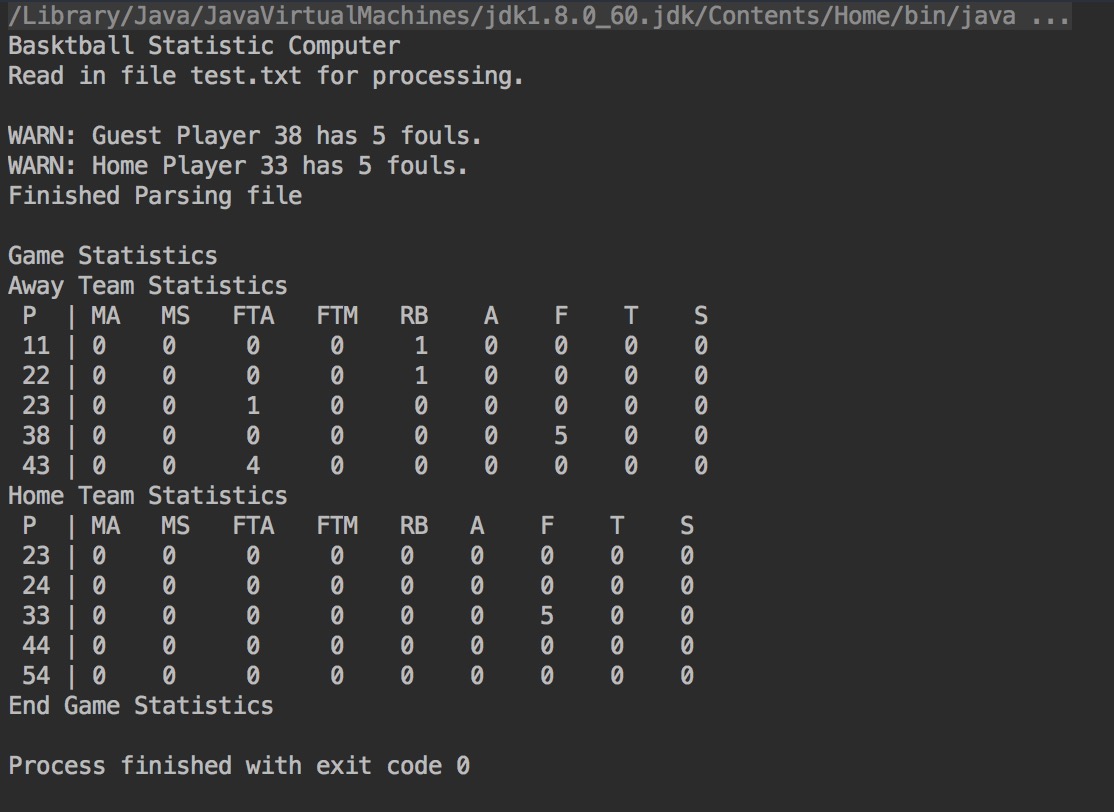 /Library/Java/JavaVirtualMachines/jdk1.8.0_60.jdk/Contents/Home/bin/java ...
Basktball Statistic Computer
Read in file test.txt for processing.

WARN: Guest Player 38 has 5 fouls.
WARN: Home Player 33 has 5 fouls.
Finished Parsing file

Game Statistics
Away Team Statistics
 P  | MA   MS   FTA   FTM   RB    A    F    T    S
 11 | 0    0     0     0     1    0    0    0    0
 22 | 0    0     0     0     1    0    0    0    0
 23 | 0    0     1     0     0    0    0    0    0
 38 | 0    0     0     0     0    0    5    0    0
 43 | 0    0     4     0     0    0    0    0    0
Home Team Statistics
 P  | MA   MS   FTA   FTM   RB   A    F    T    S
 23 | 0    0     0     0    0    0    0    0    0
 24 | 0    0     0     0    0    0    0    0    0
 33 | 0    0     0     0    0    0    5    0    0
 44 | 0    0     0     0    0    0    0    0    0
 54 | 0    0     0     0    0    0    0    0    0
End Game Statistics

Process finished with exit code 0